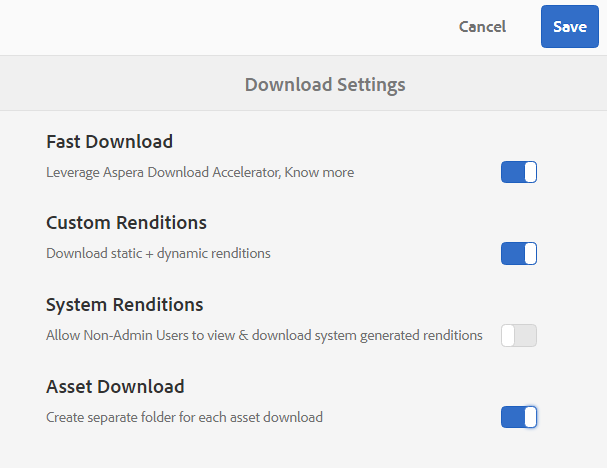 Cancel
Save
Download Settings
Fast Download
Leverage Aspera Download Accelerator, Know more
Custom Renditions
Download static + dynamic renditions
System Renditions
Allow Non-Admin Users to view & download system generated renditions
Asset Download
Create separate folder for each asset download